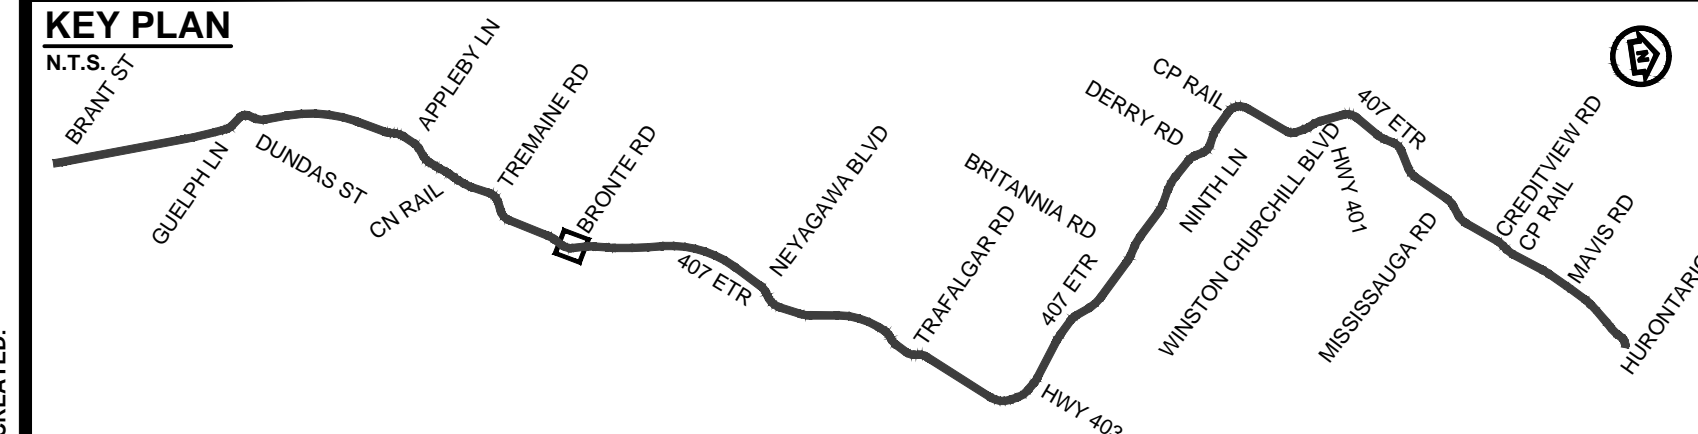 KEY PLAN
N.T.S.
BRANT ST
GUELPH LN
DUNDAS ST
CN RAIL
APPLEBY LN
TREMAINE RD
BRONTE RD
407 ETR
NEYAGAWA BLVD
TRAFALGAR RD
HWY 403
407 ETR
BRITANNIA RD
DERRY RD
CP RAIL
NINTH LN
WINSTON CHURCHILL BLVD
HWY 401
407 ETR
MISSISSAUGA RD
CREDITVIEW RD
CP RAIL
MAVIS RD
HURONTARIO
N